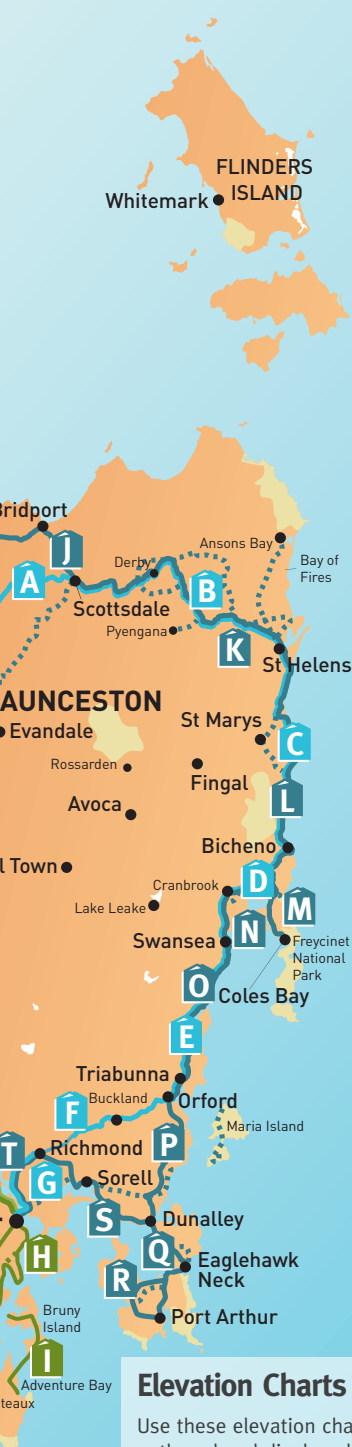 FLINDERS
ISLAND
Whitemark
Bridport
J
Ansons Bay
Bay of
Fires
Derby
A
B
Scottsdale
Pyengana
K
St Helens
AUNCESTON
Evandale
St Marys
C
Rossarden
Fingal
Avoca
L
Bicheno
l Town
Cranbrook
D
Lake Leake
M
N
Swansea
Freycinet
National
Park
O
Coles Bay
E
Triabunna
Buckland
Orford
F
Maria Island
T
Richmond
P
G
Sorell
S
Dunalley
H
Q
Eaglehawk
Neck
R
Bruny
Island
Port Arthur
I
Adventure Bay
teaux
Elevation Charts
Use these elevation cha